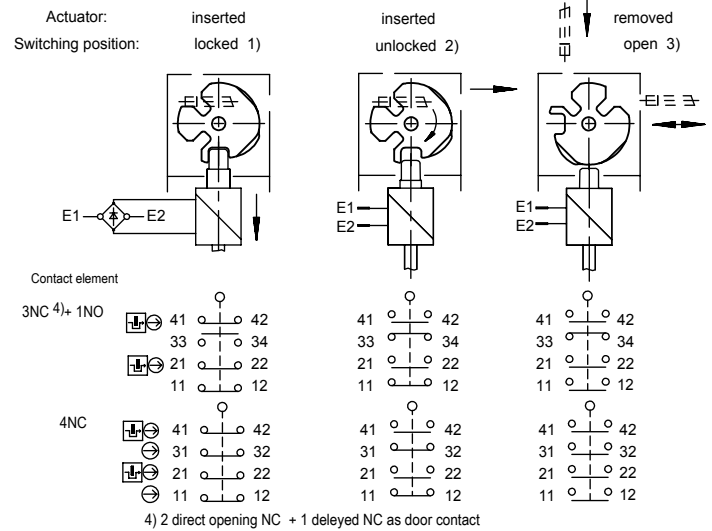 Actuator: inserted inserted removed
Switching position: locked 1) unlocked 2) open 3)
E1 E2 E1 E1
E2 E2
Contact element
3NC 4)+ 1NO 41 42 41 42 41 42
33 34 33 34 33 34
21 22 21 22 21 22
11 12 11 12 11 12
4NC 41 42 41 42 41 42
31 32 31 32 31 32
21 22 21 22 21 22
11 12 11 12 11 12
4) 2 direct opening NC + 1 deleyed NC as door contact